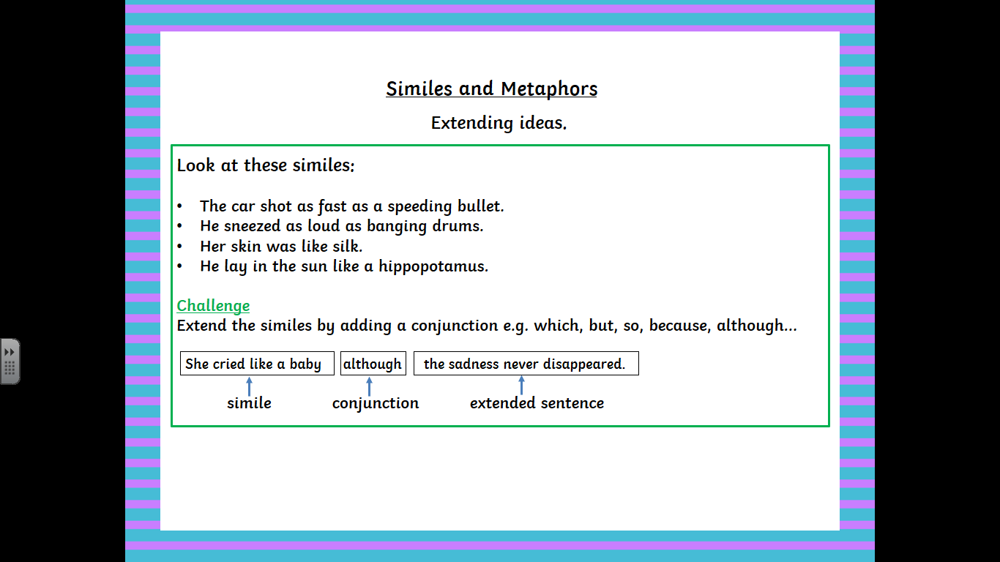 Similes and Metaphors
Extending ideas.
Look at these similes:
• The car shot as fast as a speeding bullet.
• He sneezed as loud as banging drums.
• Her skin was like silk.
• He lay in the sun like a hippopotamus.
Challenge
Extend the similes by adding a conjunction e.g. which, but, so, because, although...
She cried like a baby although the sadness never disappeared.
simile conjunction extended sentence